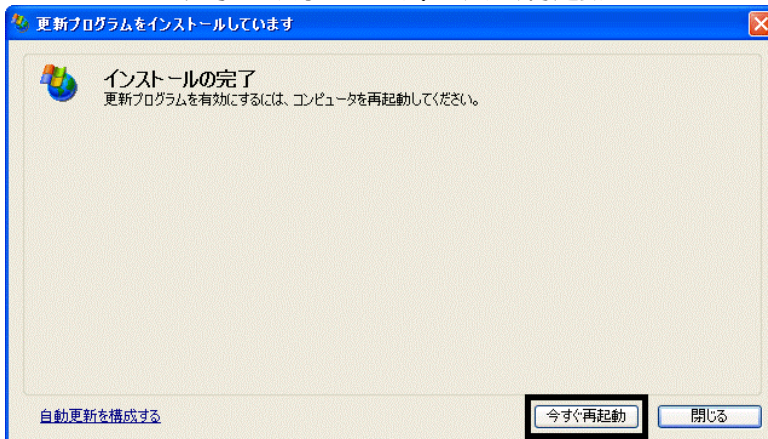 更新プログラムをインストールしています
インストールの完了
更新プログラムを有効にするには、コンピュータを再起動してください。
自動更新を構成する
今すぐ再起動
閉じる